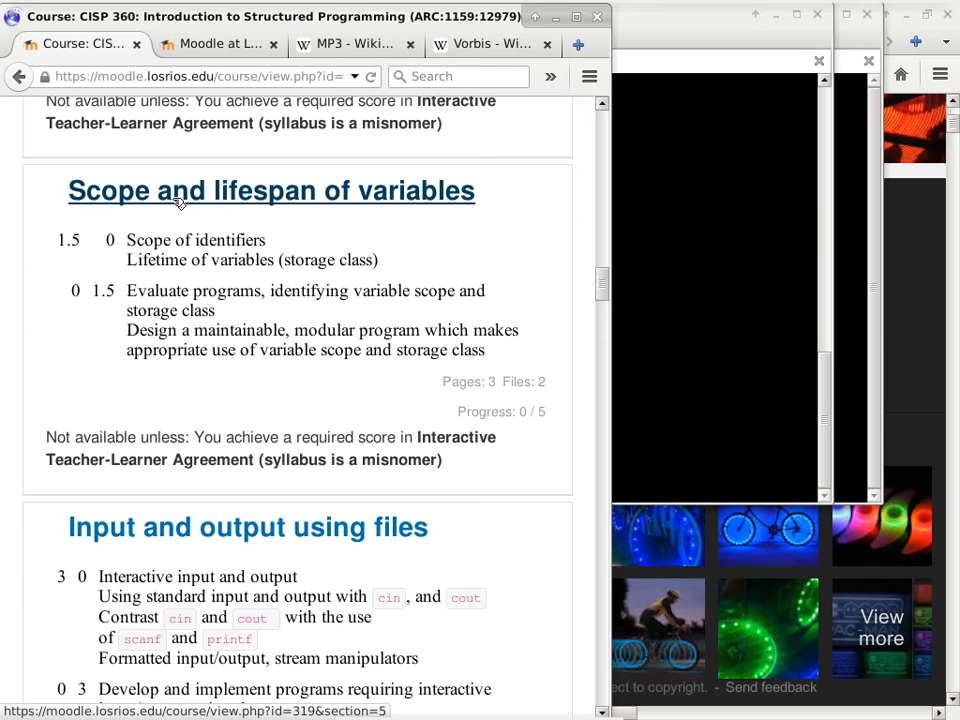 CISP 360: Introduction to Structured Programming (ARC:1159:12979)
Course: CIS...
Moodle at L...
MP3 - Wiki...
Vorbis - Wi...
https://moodle.losrios.edu/course/view.php?id=
Search
Not available unless: You achieve a required score in Interactive
Teacher-Learner Agreement (syllabus is a misnomer)
Scope and lifespan of variables
1.5 0 Scope of identifiers
Lifetime of variables (storage class)
0 1.5 Evaluate programs, identifying variable scope and
storage class
Design a maintainable, modular program which makes
appropriate use of variable scope and storage class
Pages: 3 Files: 2
Progress: 0 / 5
Not available unless: You achieve a required score in Interactive
Teacher-Learner Agreement (syllabus is a misnomer)
Input and output using files
3 0 Interactive input and output
Using standard input and output with cin, and cout
Contrast cin and cout with the use
of scanf and printf
Formatted input/output, stream manipulators
0 3 Develop and implement programs requiring interactive
https://moodle.losrios.edu/course/view.php?id=319&section=5
View
more
ect to copyright. - Send feedback